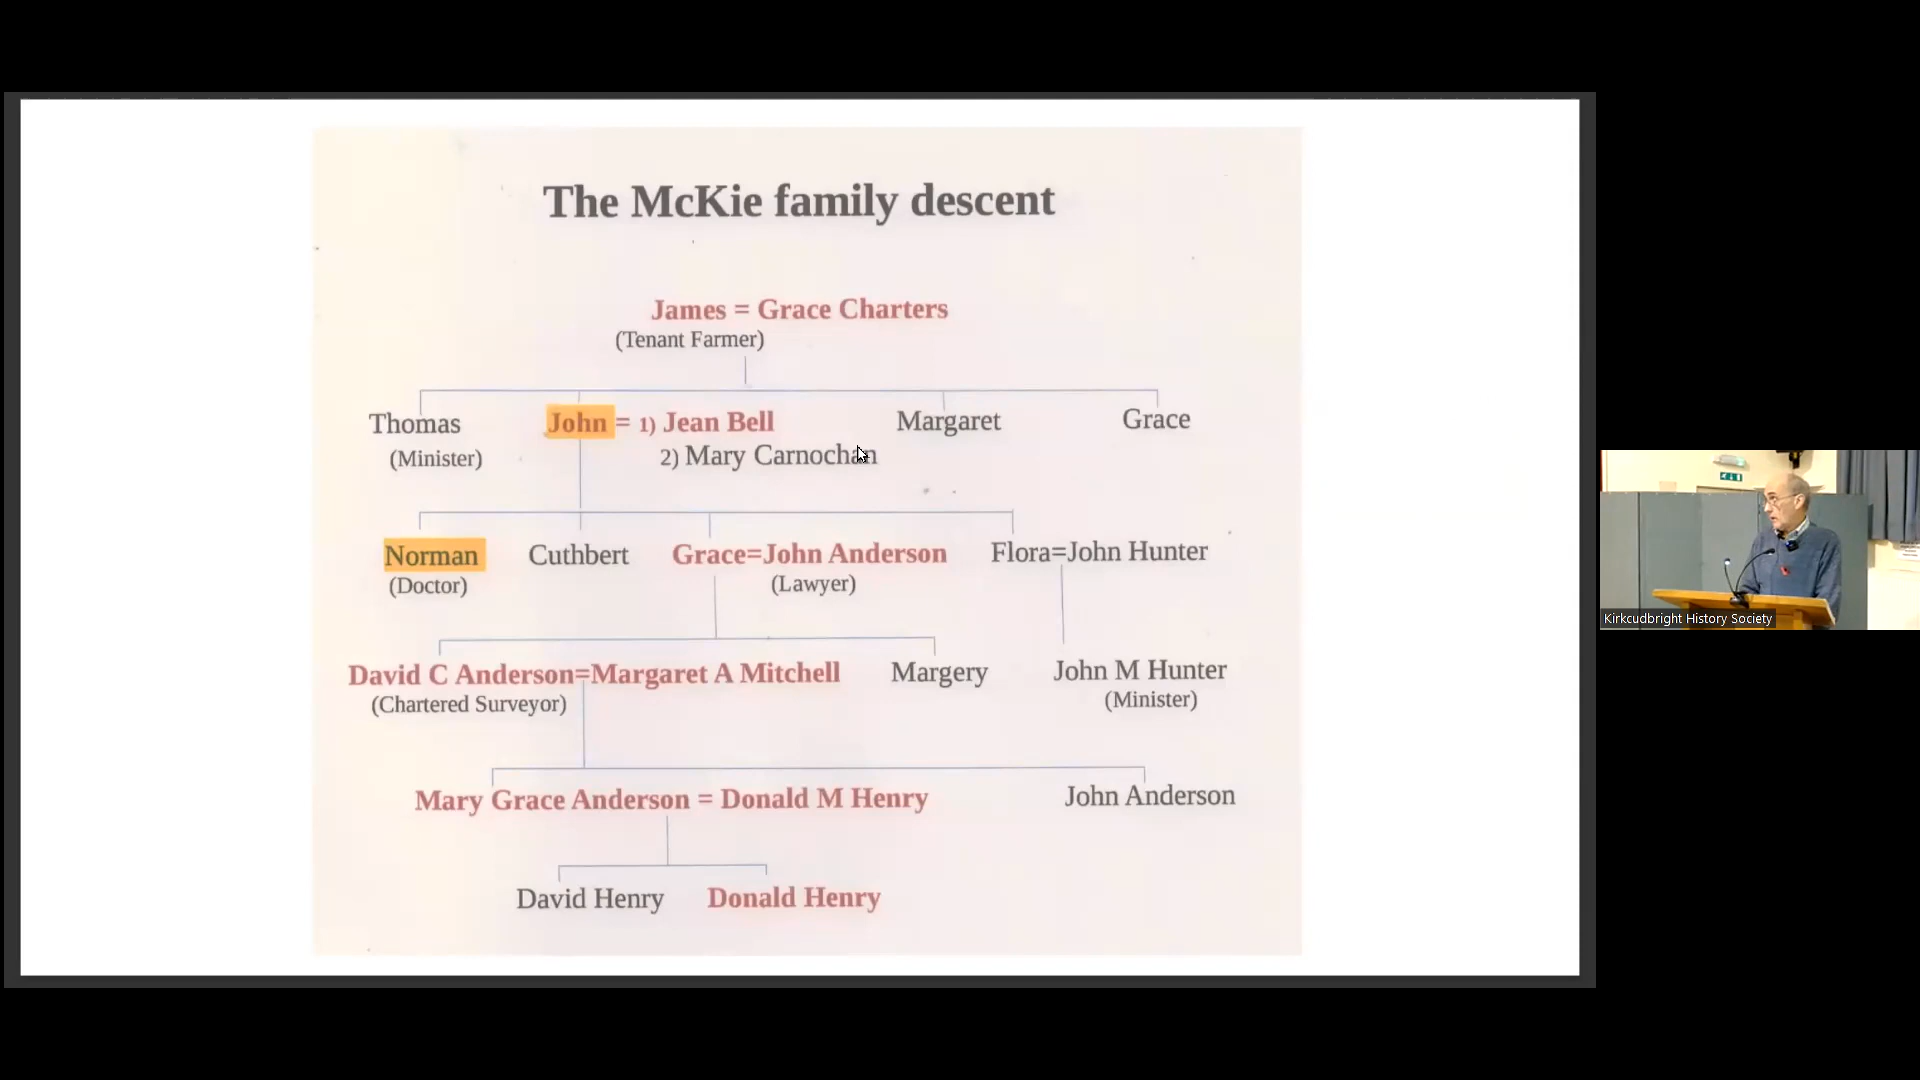 The McKie family descent
James = Grace Charters
(Tenant Farmer)
Thomas John = 1) Jean Bell Margaret Grace
(Minister) 2) Mary Carnochan
Norman Cuthbert Grace=John Anderson Flora=John Hunter
(Doctor) (Lawyer)
David C Anderson=Margaret A Mitchell Margery John M Hunter
(Chartered Surveyor) (Minister)
Mary Grace Anderson = Donald M Henry John Anderson
David Henry Donald Henry
Kirkcudbright History Society